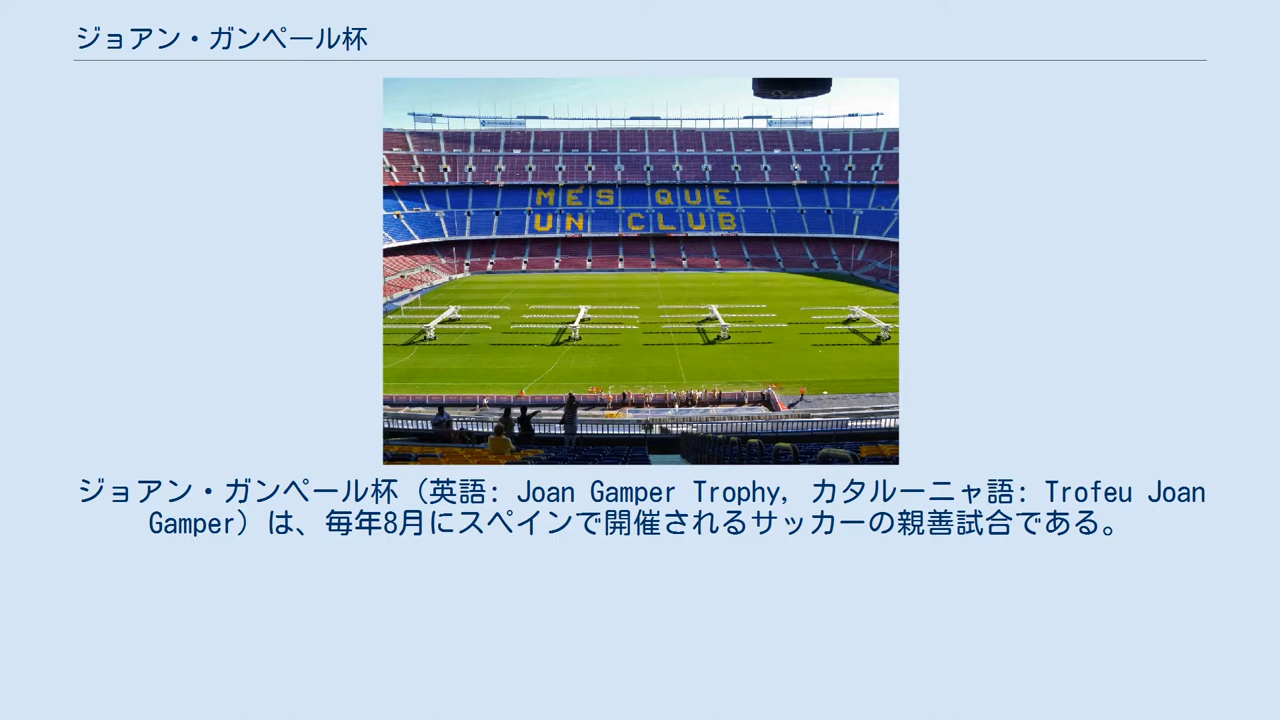 ジョアン・ガンペール杯
MÉS QUE
UN CLUB
ジョアン・ガンペール杯（英語: Joan Gamper Trophy, カタルーニャ語: Trofeu Joan
Gamper）は、毎年8月にスペインで開催されるサッカーの親善試合である。